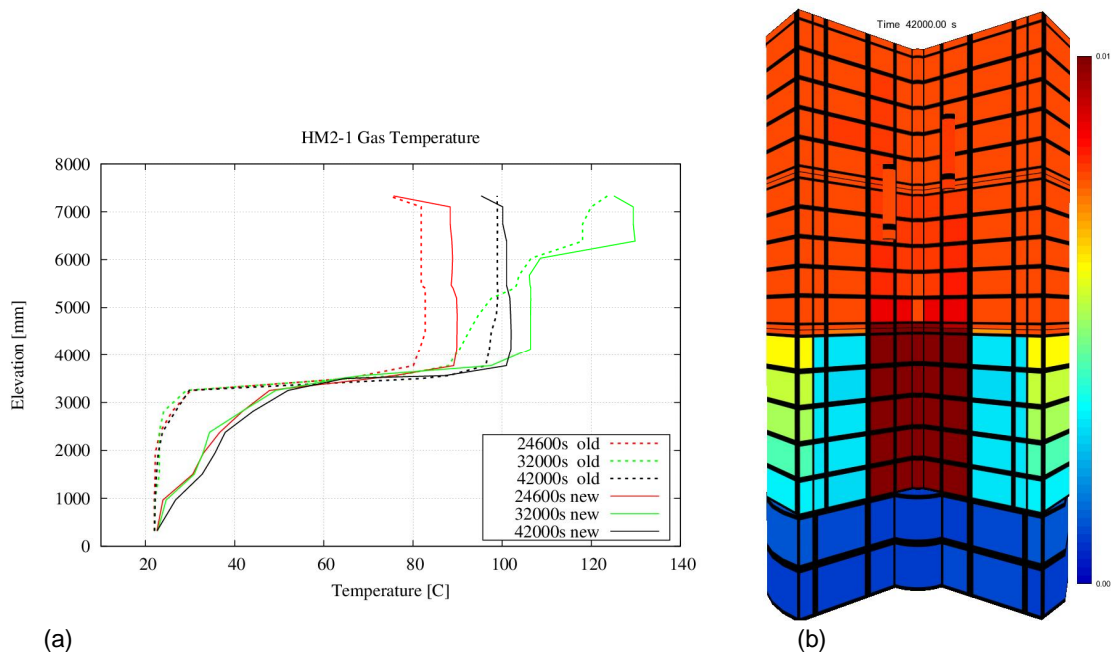 HM2-1 Gas Temperature
8000
7000
6000
5000
4000
3000
2000
1000
0
Elevation [mm]
20
40
60
80
100
120
140
Temperature [C]
24600s old
32000s old
42000s old
24600s new
32000s new
42000s new
(a)
Time 42000.00 s
0.01
0.00
(b)